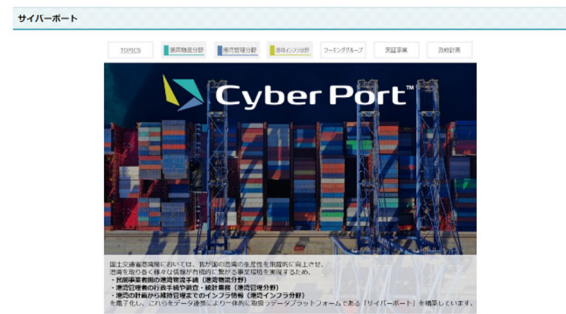 サイバーポート
TOPICS 港湾物流分野 港湾管理分野 港湾インフラ分野 ワーキンググループ 実証事業 政府計画
Cyber Port™
国土交通省港湾局においては、我が国の港湾の生産性を飛躍的に向上させ、
港湾を取り巻く様々な情報が有機的に繋がる事業環境を実現するため、
・民間事業者間の港湾物流手続（港湾物流分野）
・港湾管理者の行政手続や調査・統計業務（港湾管理分野）
・港湾の計画から維持管理までのインフラ情報（港湾インフラ分野）
を電子化し、これらをデータ連携により一体的に取扱うデータプラットフォームである「サイバーポート」を構築しています。